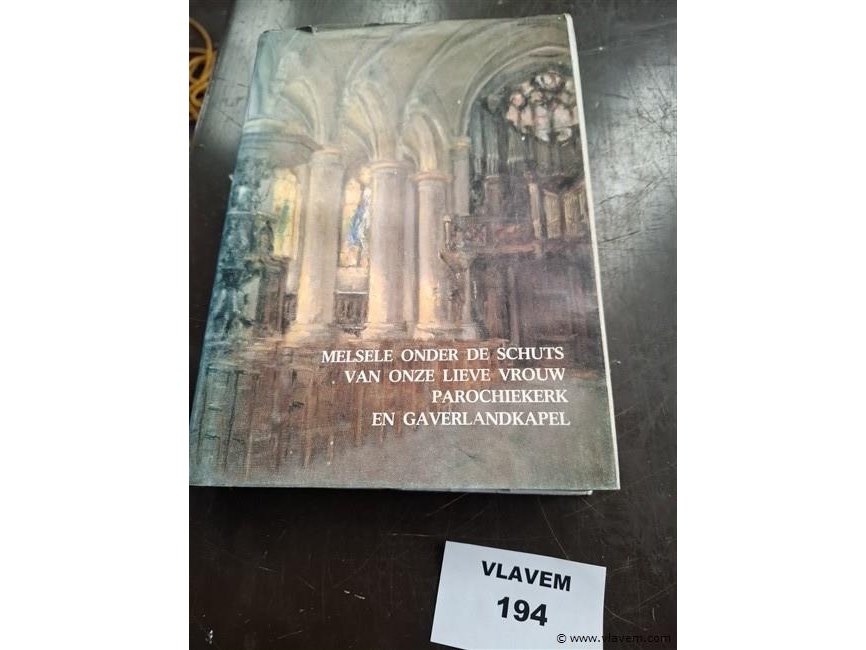 MELSELE ONDER DE SCHUTS
VAN ONZE LIEVE VROUW
PAROCHIEKERK
EN GAVERLANDKAPEL
VLAVEM
194
© www.vlavem.com